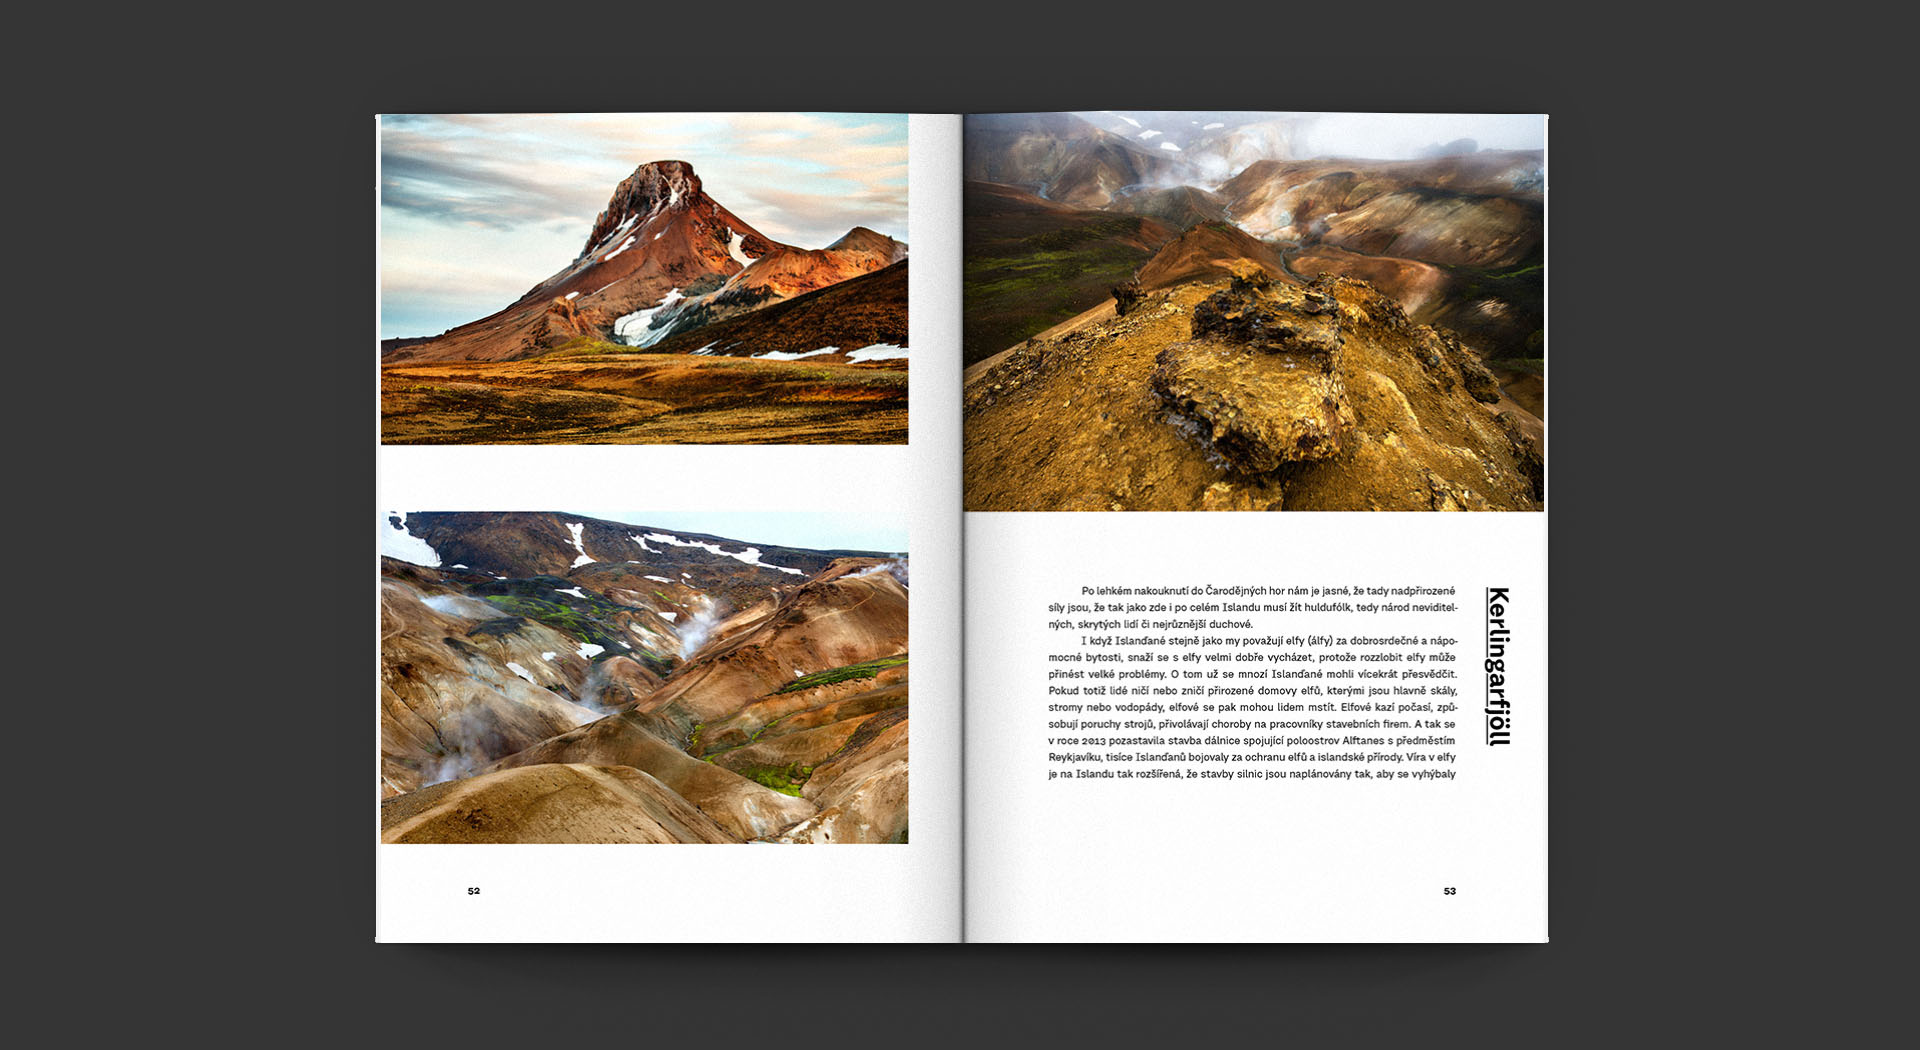 52
Po lehkém nakouknutí do Čarodějných hor nám je jasné, že tady nadpřirozené
síly jsou, že tak jako zde i po celém Islandu musí žít huldufólk, tedy národ neviditel-
ných, skrytých lidí či nejrůznější duchové.
I když Islanďané stejně jako my považují elfy (álfy) za dobrosrdečné a nápo-
mocné bytosti, snaží se s elfy velmi dobře vycházet, protože rozzlobit elfy může
přinést velké problémy. O tom už se mnozí Islanďané mohli vícekrát přesvědčit.
Pokud totiž lidé ničí nebo zničí přirozené domovy elfů, kterými jsou hlavně skály,
stromy nebo vodopády, elfové se pak mohou lidem mstít. Elfové kazí počasí, způ-
sobují poruchy strojů, přivolávají choroby na pracovníky stavebních firem. A tak se
v roce 2013 pozastavila stavba dálnice spojující poloostrov Alftanes s předměstím
Reykjavíku, tisíce Islanďanů bojovaly za ochranu elfů a islandské přírody. Víra v elfy
je na Islandu tak rozšířená, že stavby silnic jsou naplánovány tak, aby se vyhýbaly
Kerlingarfjöll
53